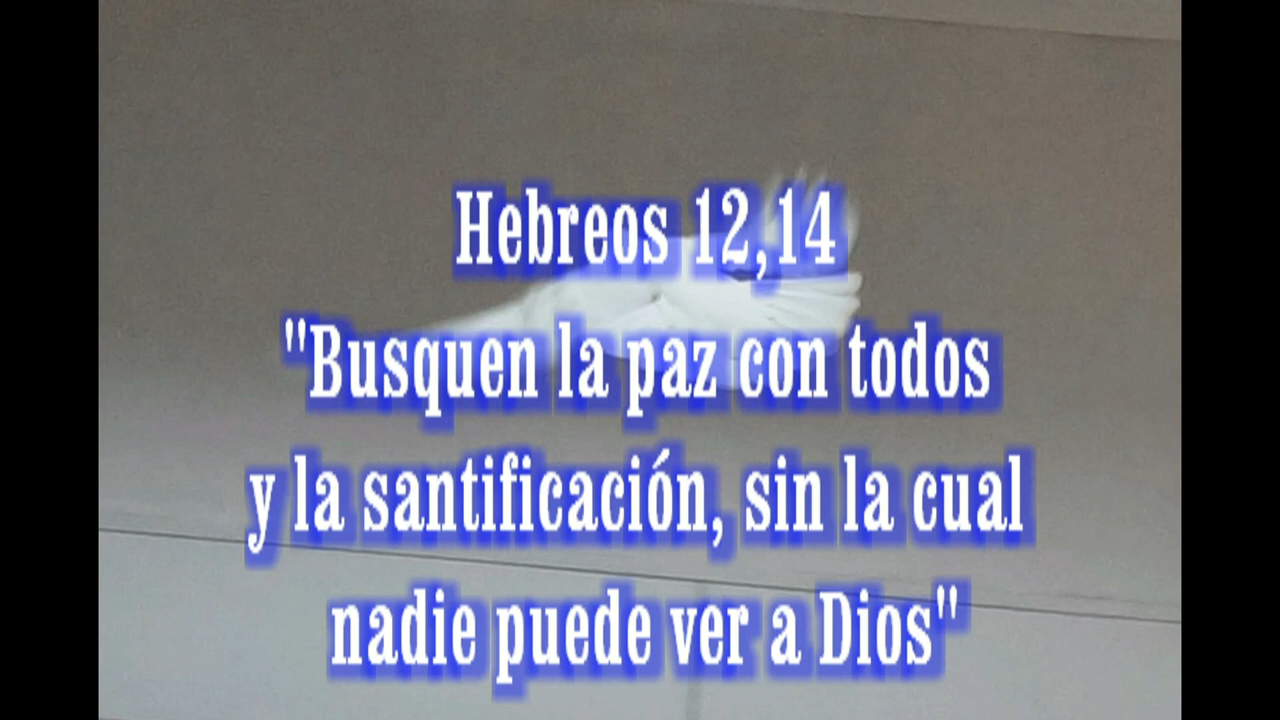 Hebreos 12,14
"Busquen la paz con todos
y la santificación, sin la cual
nadie puede ver a Dios"